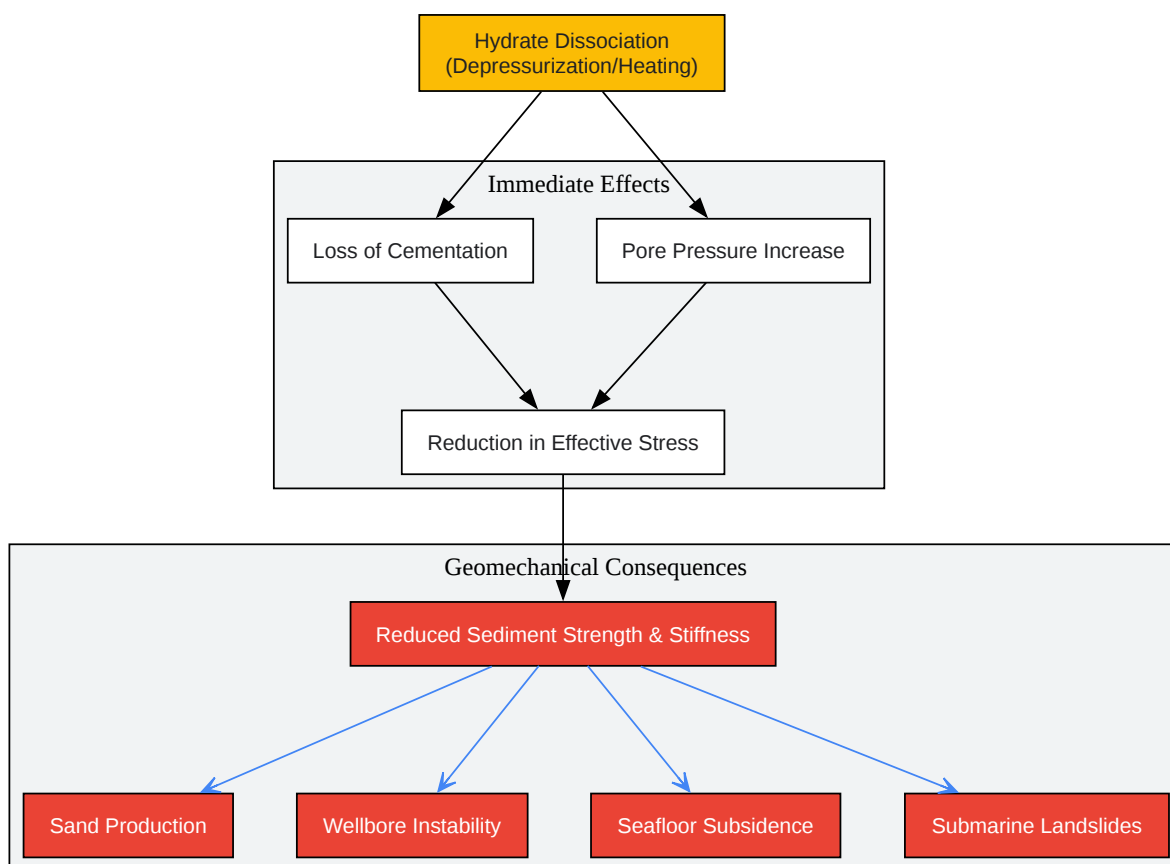 Hydrate Dissociation
(Depressurization/Heating)
Immediate Effects
Loss of Cementation
Pore Pressure Increase
Reduction in Effective Stress
Geomechanical Consequences
Reduced Sediment Strength & Stiffness
Sand Production
Wellbore Instability
Seafloor Subsidence
Submarine Landslides